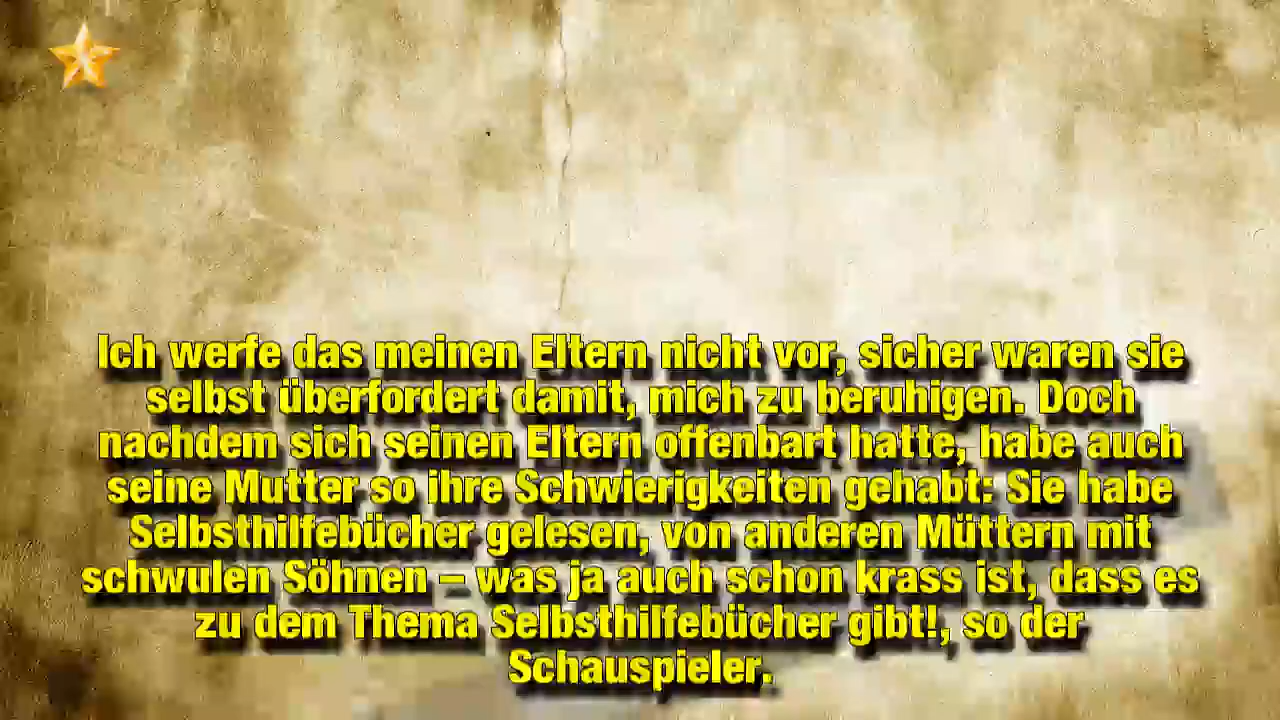 Ich werfe das meinen Eltern nicht vor, sicher waren sie
selbst überfordert damit, mich zu beruhigen. Doch
nachdem sich seinen Eltern offenbart hatte, habe auch
seine Mutter so ihre Schwierigkeiten gehabt: Sie habe
Selbsthilfebücher gelesen, von anderen Müttern mit
schwulen Söhnen – was ja auch schon krass ist, dass es
zu dem Thema Selbsthilfebücher gibt!, so der
Schauspieler.